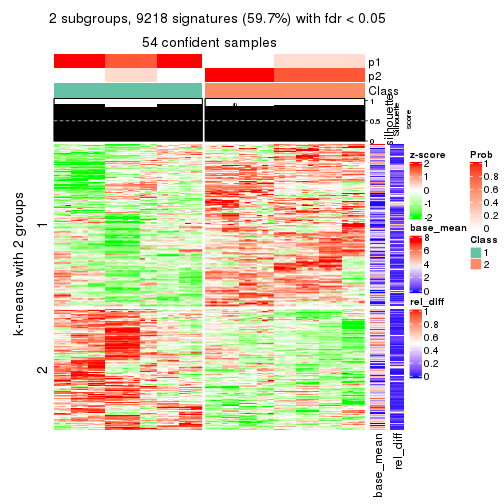 2 subgroups, 9218 signatures (59.7%) with fdr < 0.05
54 confident samples
p1
p2
Class
1
0.5
0
silhouette
Silhouette
score
k-means with 2 groups
1
2
base_mean
rel_diff
z-score
2
1
0
-1
-2
base_mean
8
6
4
2
0
rel_diff
1
0.8
0.6
0.4
0.2
0
Prob
1
0.8
0.6
0.4
0.2
0
Class
1
2